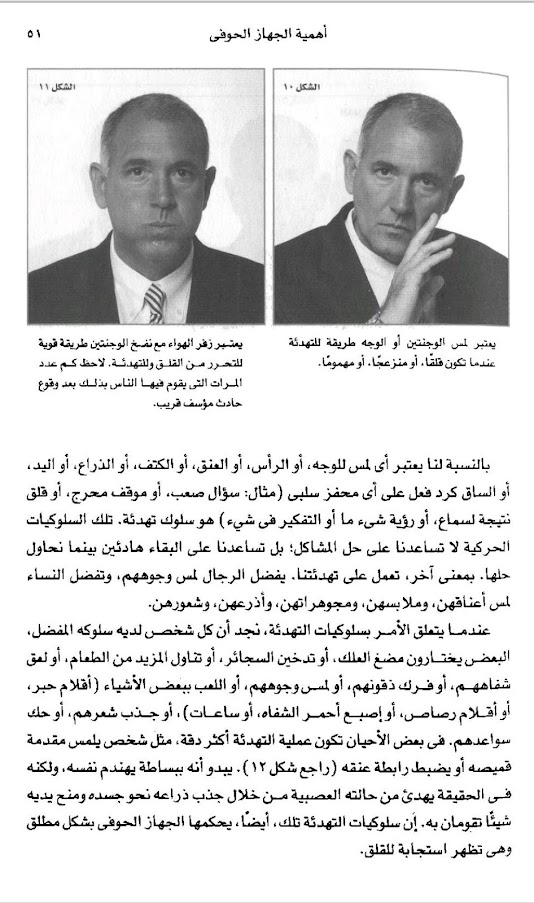 أهمية الجهاز الحوفى ٥١
الشكل ١٠
الشكل ١١
يعتبر لمس الوجنتين أو الوجه طريقة للتهدئة
عندما تكون قلقًا، أو منزعجًا، أو مهمومًا.
يعتبر زفر الهواء مع نفخ الوجنتين طريقة قوية
للتحرر من القلق وللتهدئة. لاحظ كم عدد
المرات التى يقوم فيها الناس بذلك بعد وقوع
حادث مؤسف قريب.
بالنسبة لنا يعتبر أى لمس للوجه، أو الرأس، أو العنق، أو الكتف، أو الذراع، أو اليد،
أو الساق كرد فعل على أى محفز سلبى (مثال: سؤال صعب، أو موقف محرج، أو قلق
نتيجة لسماع، أو رؤية شىء ما أو التفكير فى شيء) هو سلوك تهدئة. تلك السلوكيات
الحركية لا تساعدنا على حل المشاكل؛ بل تساعدنا على البقاء هادئين بينما نحاول
حلها. بمعنى آخر، تعمل على تهدئتنا. يفضل الرجال لمس وجوههم، وتفضل النساء
لمس أعناقهن، وملابسهن، ومجوهراتهن، وأذرعهن، وشعورهن.
عندما يتعلق الأمر بسلوكيات التهدئة، نجد أن كل شخص لديه سلوكه المفضل،
البعض يختارون مضغ العلك، أو تدخين السجائر، أو تناول المزيد من الطعام، أو لعق
شفاههم، أو فرك ذقونهم، أو لمس وجوههم، أو اللعب ببعض الأشياء (أقلام حبر،
أو أقلام رصاص، أو إصبع أحمر الشفاه، أو ساعات)، أو جذب شعرهم، أو حك
سواعدهم. فى بعض الأحيان تكون عملية التهدئة أكثر دقة، مثل شخص يلمس مقدمة
قميصه أو يضبط رابطة عنقه (راجع شكل ١٢). يبدو أنه ببساطة يهندم نفسه، ولكنه
فى الحقيقة يهدئ من حالته العصبية من خلال جذب ذراعه نحو جسده ومنح يديه
شيئًا تقومان به. إن سلوكيات التهدئة تلك، أيضًا، يحكمها الجهاز الحوفى بشكل مطلق
وهى تظهر استجابة للقلق.